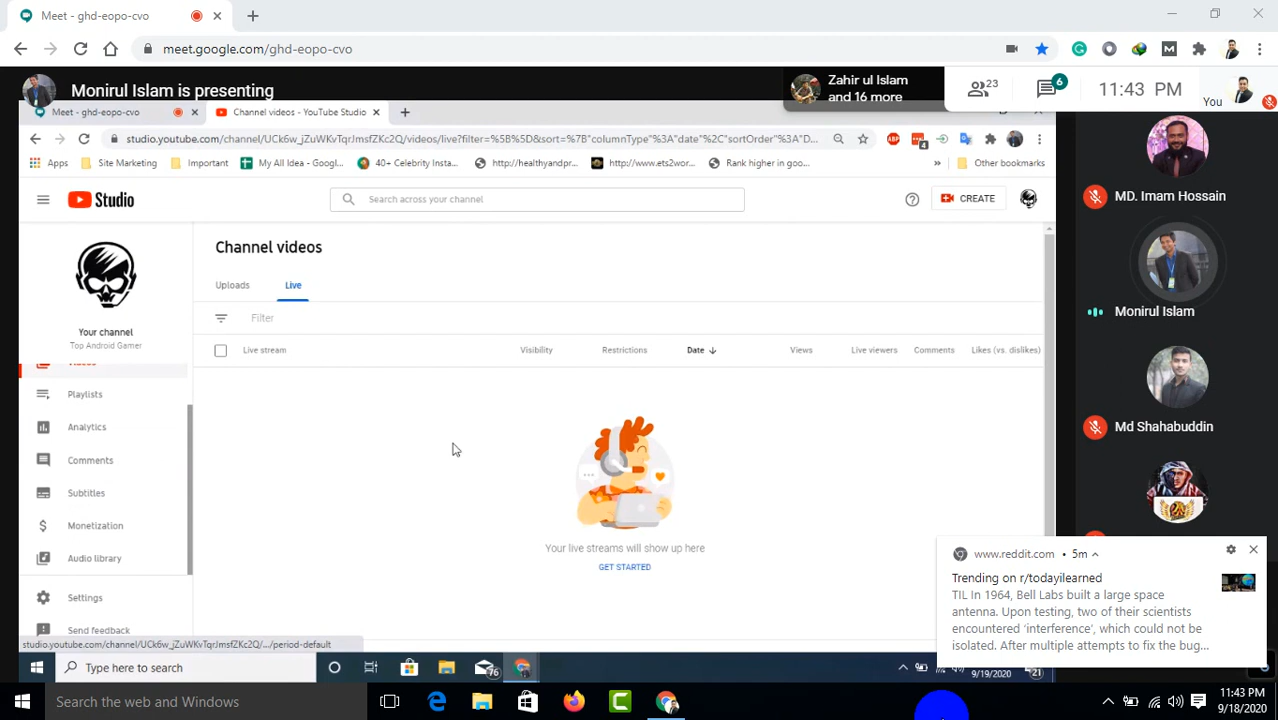 Meet - ghd-eopo-cvo
meet.google.com/ghd-eopo-cvo
Monirul Islam is presenting
Zahir ul Islam
and 16 more
23
6
11:43 PM
You
Meet - ghd-eopo-cvo
Channel videos - YouTube Studio
studio.youtube.com/channel/UCk6w_jZuWKvTqrJmsfZKc2Q/videos/live?filter=%5B%5D&sort=%7B"columnType"%3A"date"%2C"sortOrder"%3A"D...
Apps
Site Marketing
Important
My All Idea - Googl...
40+ Celebrity Insta...
http://healthyandpr...
http://www.ets2wor...
Rank higher in goo...
»
Other bookmarks
Studio
Search across your channel
CREATE
Your channel
Top Android Gamer
Playlists
Analytics
Comments
Subtitles
Monetization
Audio library
Settings
Send feedback
Channel videos
Uploads
Live
Filter
Live stream
Visibility
Restrictions
Date
Views
Live viewers
Comments
Likes (vs. dislikes)
Your live streams will show up here
GET STARTED
studio.youtube.com/channel/UCk6w_jZuWKvTqrJmsfZKc2Q/.../period-default
MD. Imam Hossain
Monirul Islam
Md Shahabuddin
www.reddit.com • 5m
Trending on r/todayilearned
TIL In 1964, Bell Labs built a large space
antenna. Upon testing, two of their scientists
encountered 'interference', which could not be
isolated. After multiple attempts to fix the bug...
Type here to search
76
9/19/2020
21
Search the web and Windows
11:43 PM
9/18/2020